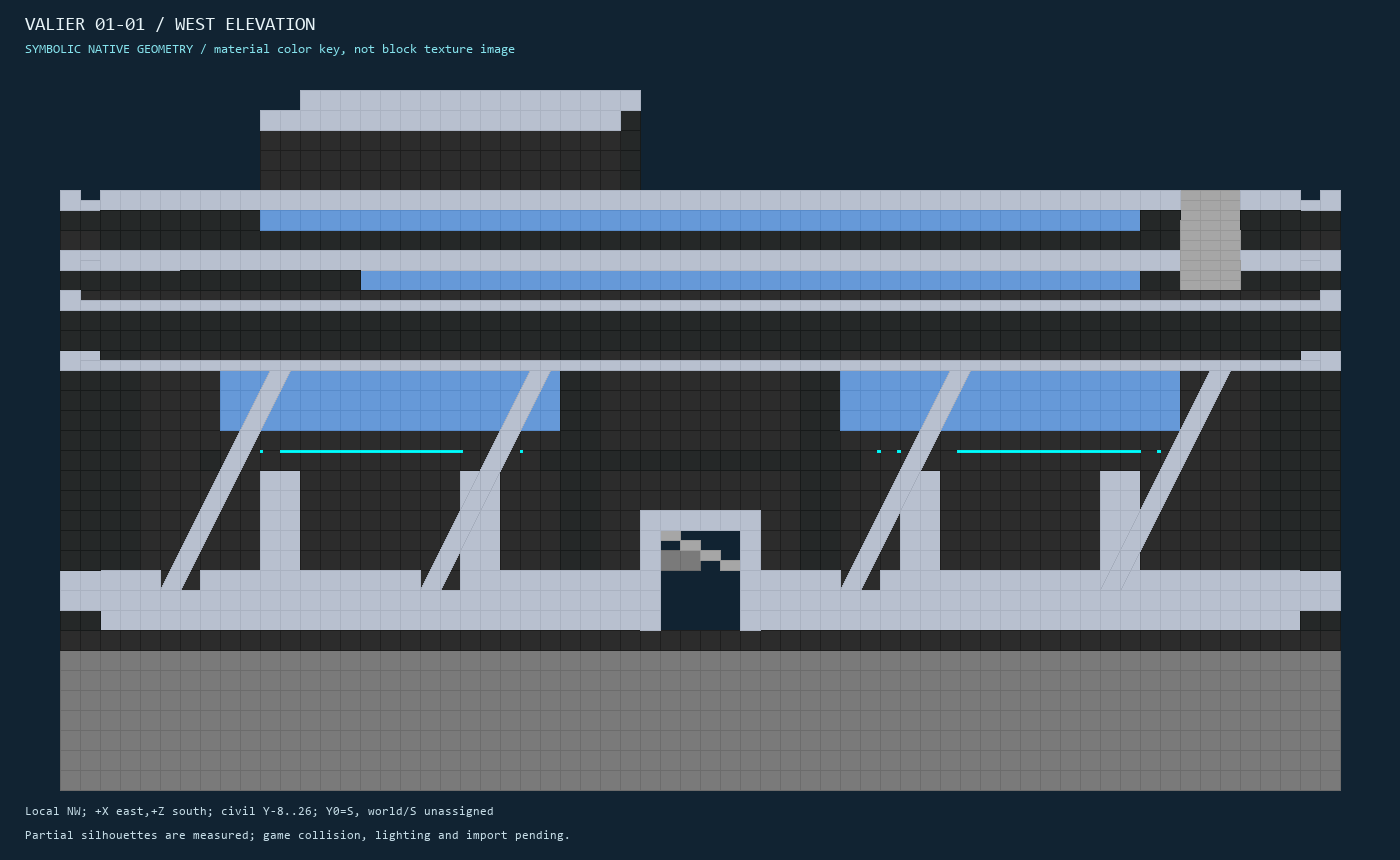 VALIER 01-01 / WEST ELEVATION
SYMBOLIC NATIVE GEOMETRY / material color key, not block texture image
Local NW; +X east,+Z south; civil Y-8..26; Y0=S, world/S unassigned
Partial silhouettes are measured; game collision, lighting and import pending.